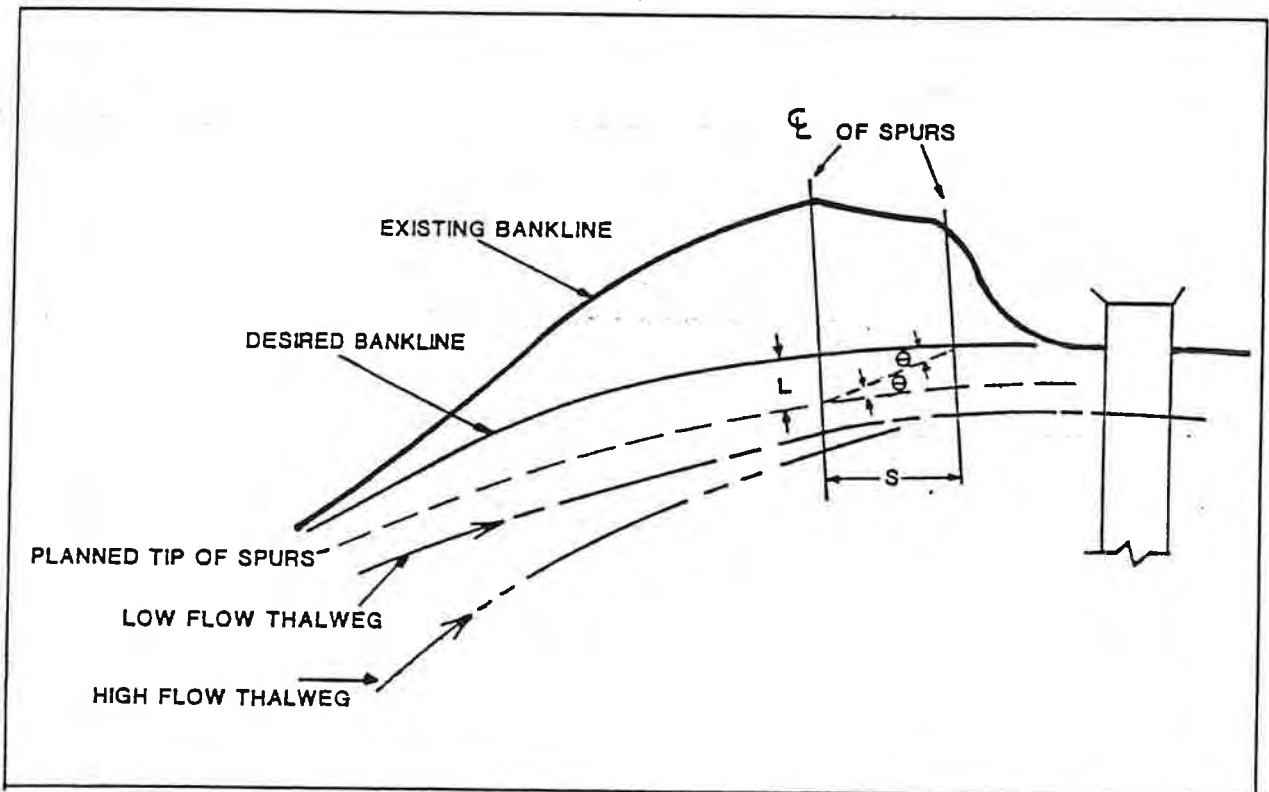 ℄ OF SPURS
EXISTING BANKLINE
DESIRED BANKLINE
L
θ
θ
S
PLANNED TIP OF SPURS
LOW FLOW THALWEG
HIGH FLOW THALWEG